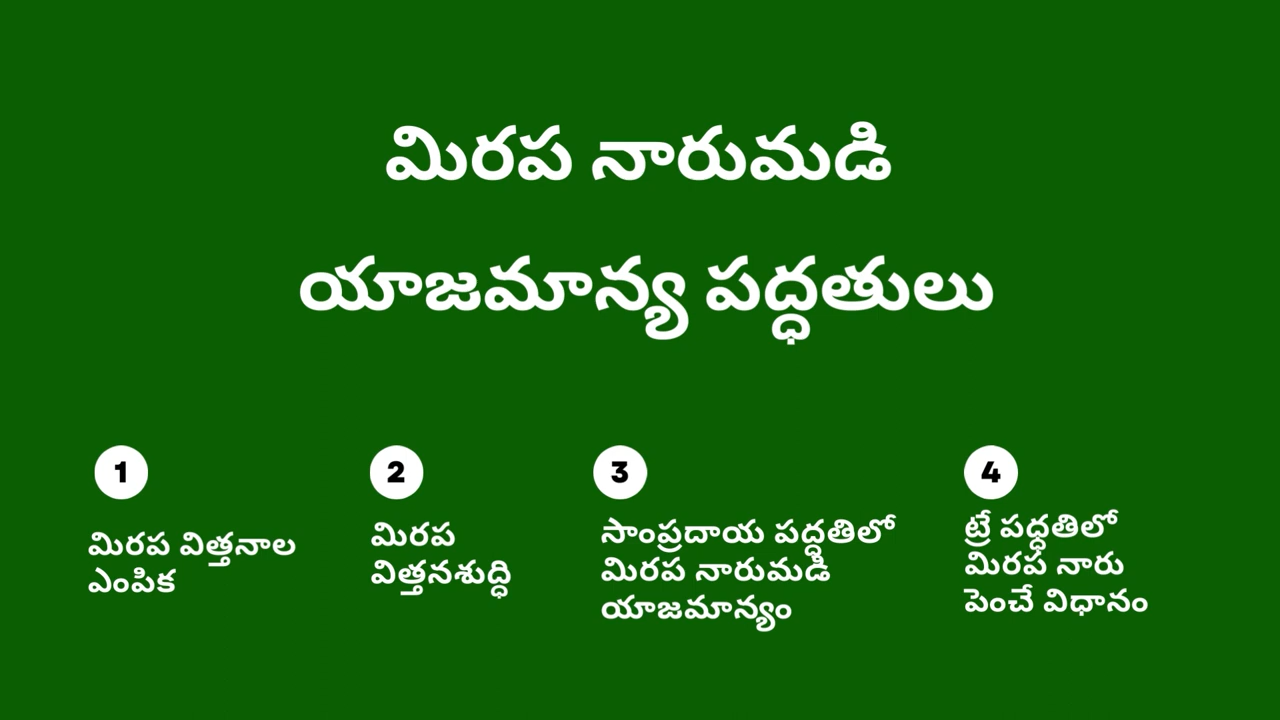 మిరప నారుమడి
యాజమాన్య పద్ధతులు
1
మిరప విత్తనాల
ఎంపిక
2
మిరప
విత్తనశుద్ధి
3
సాంప్రదాయ పద్ధతిలో
మిరప నారుమడి
యాజమాన్యం
4
ట్రే పద్ధతిలో
మిరప నారు
పెంచే విధానం